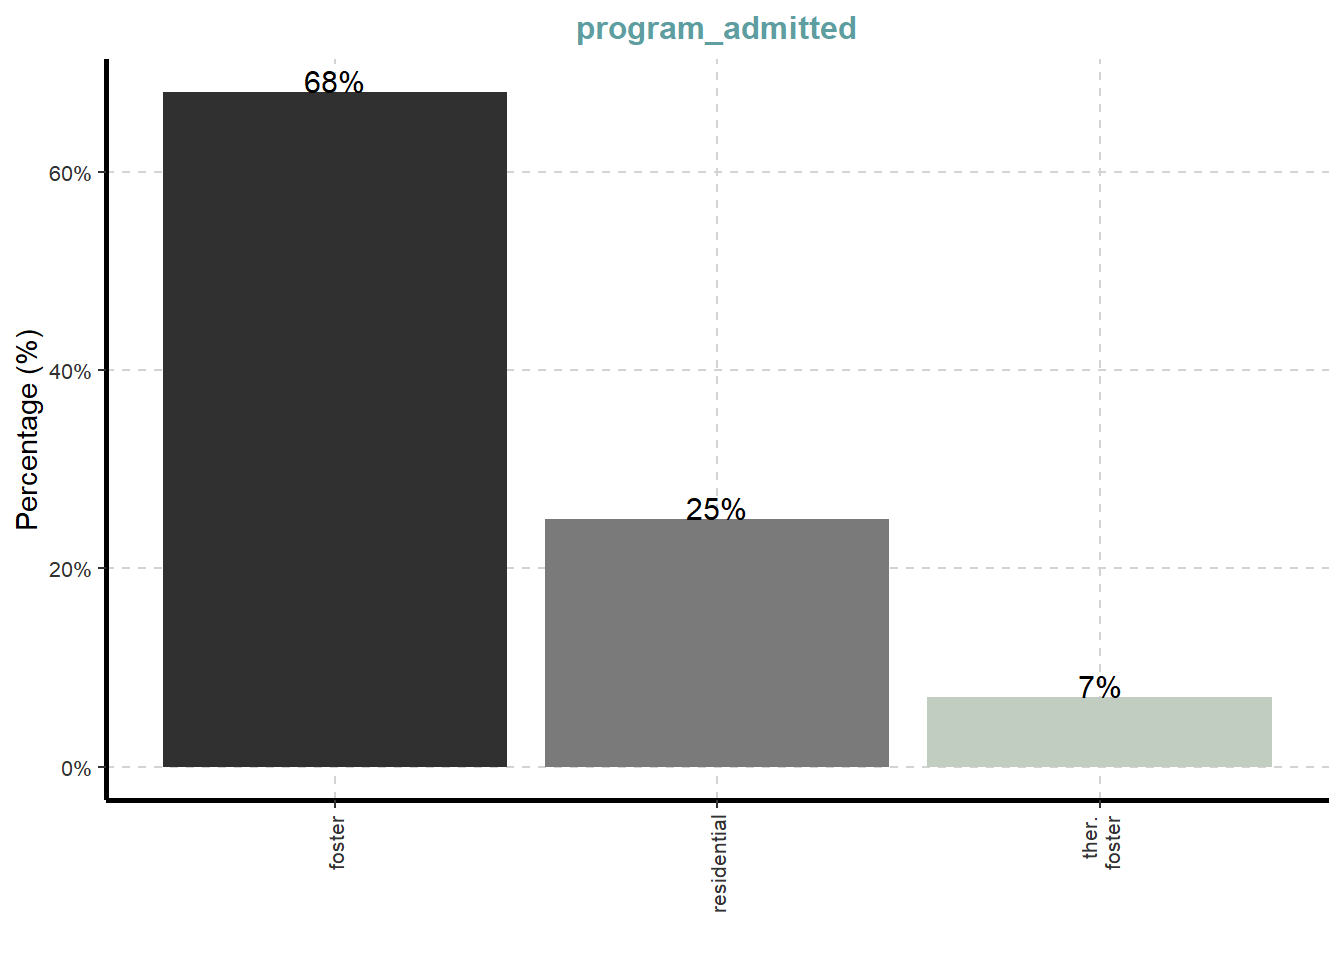 program_admitted
68%
60%
Percentage (%)
40%
25%
20%
7%
0%
foster
residential
ther.
foster